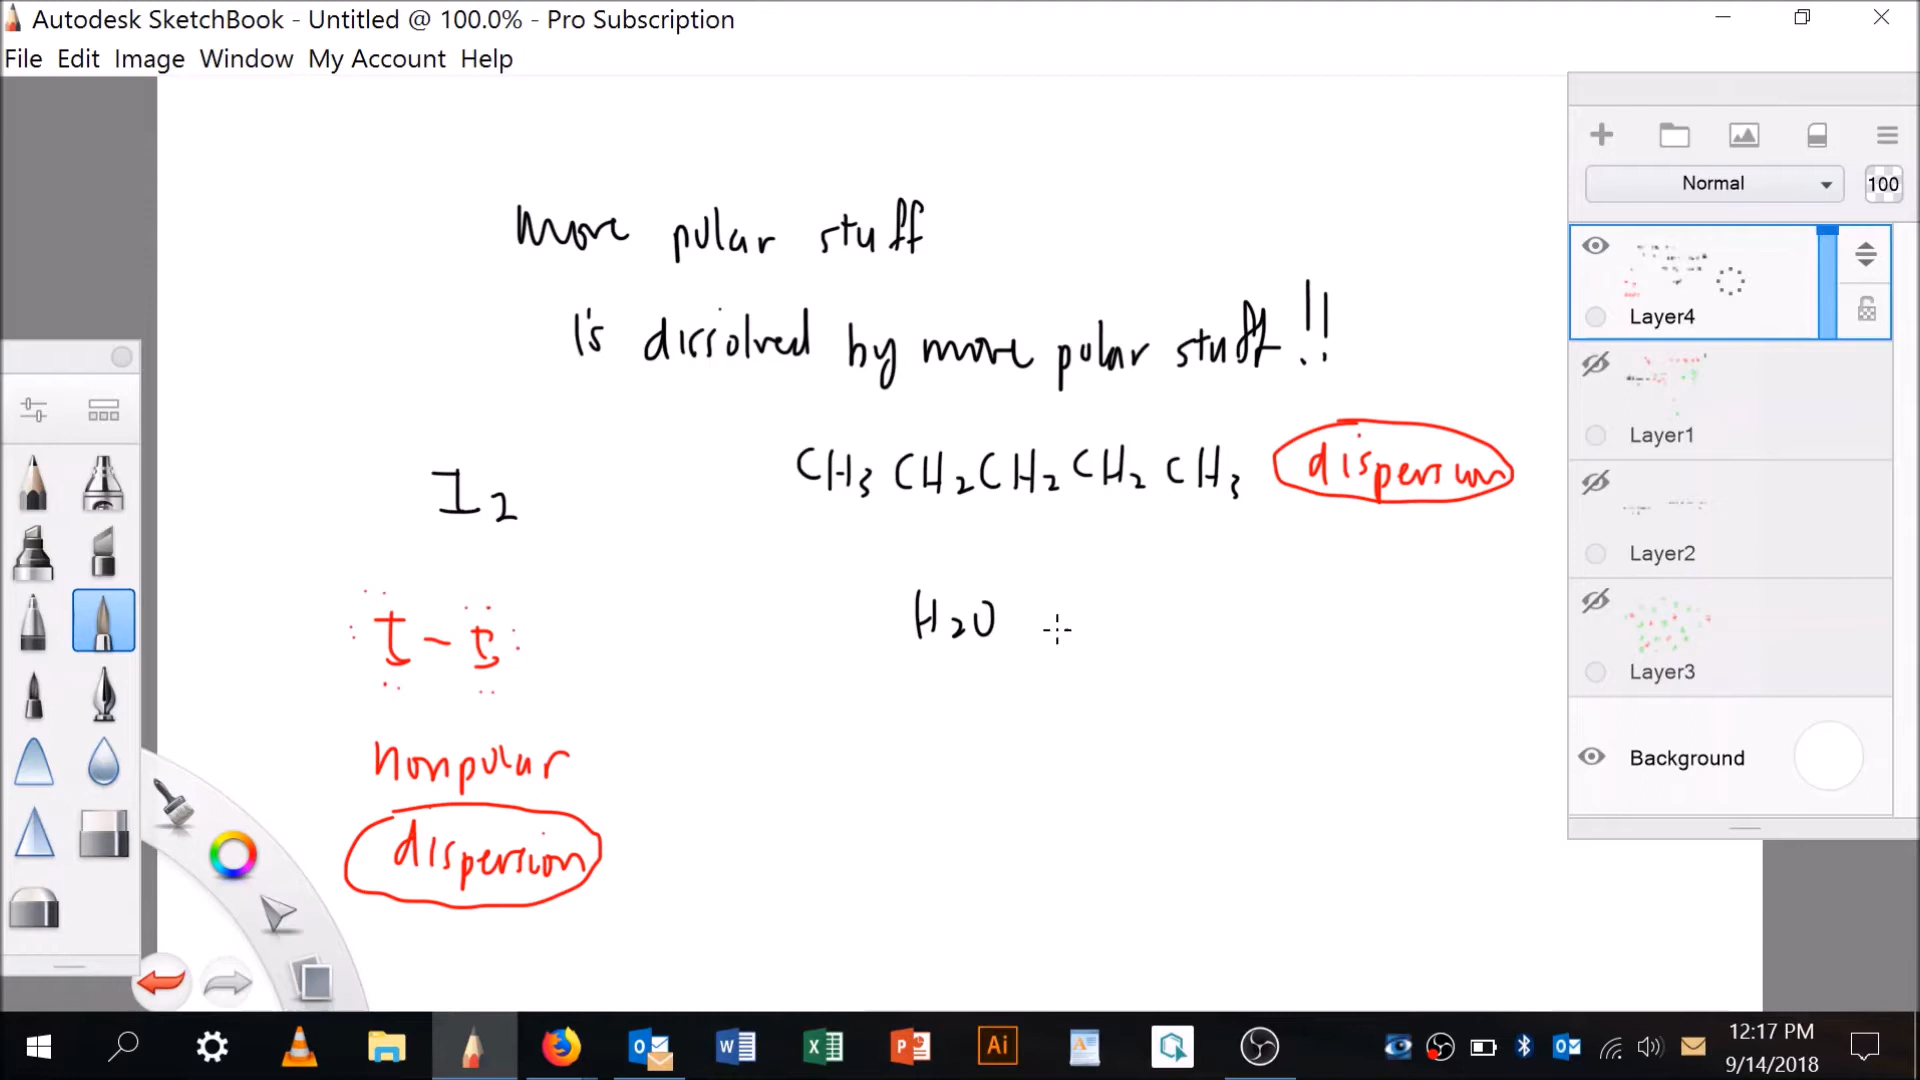 Autodesk SketchBook - Untitled @ 100.0% - Pro Subscription
File Edit Image Window My Account Help
more polar stuff
is dissolved by more polar stuff!!
I₂
CH₃CH₂CH₂CH₂CH₃ dispersion
H₂O
I - I
nonpolar
dispersion
Normal 100
Layer4
Layer1
Layer2
Layer3
Background
Ai
12:17 PM
9/14/2018